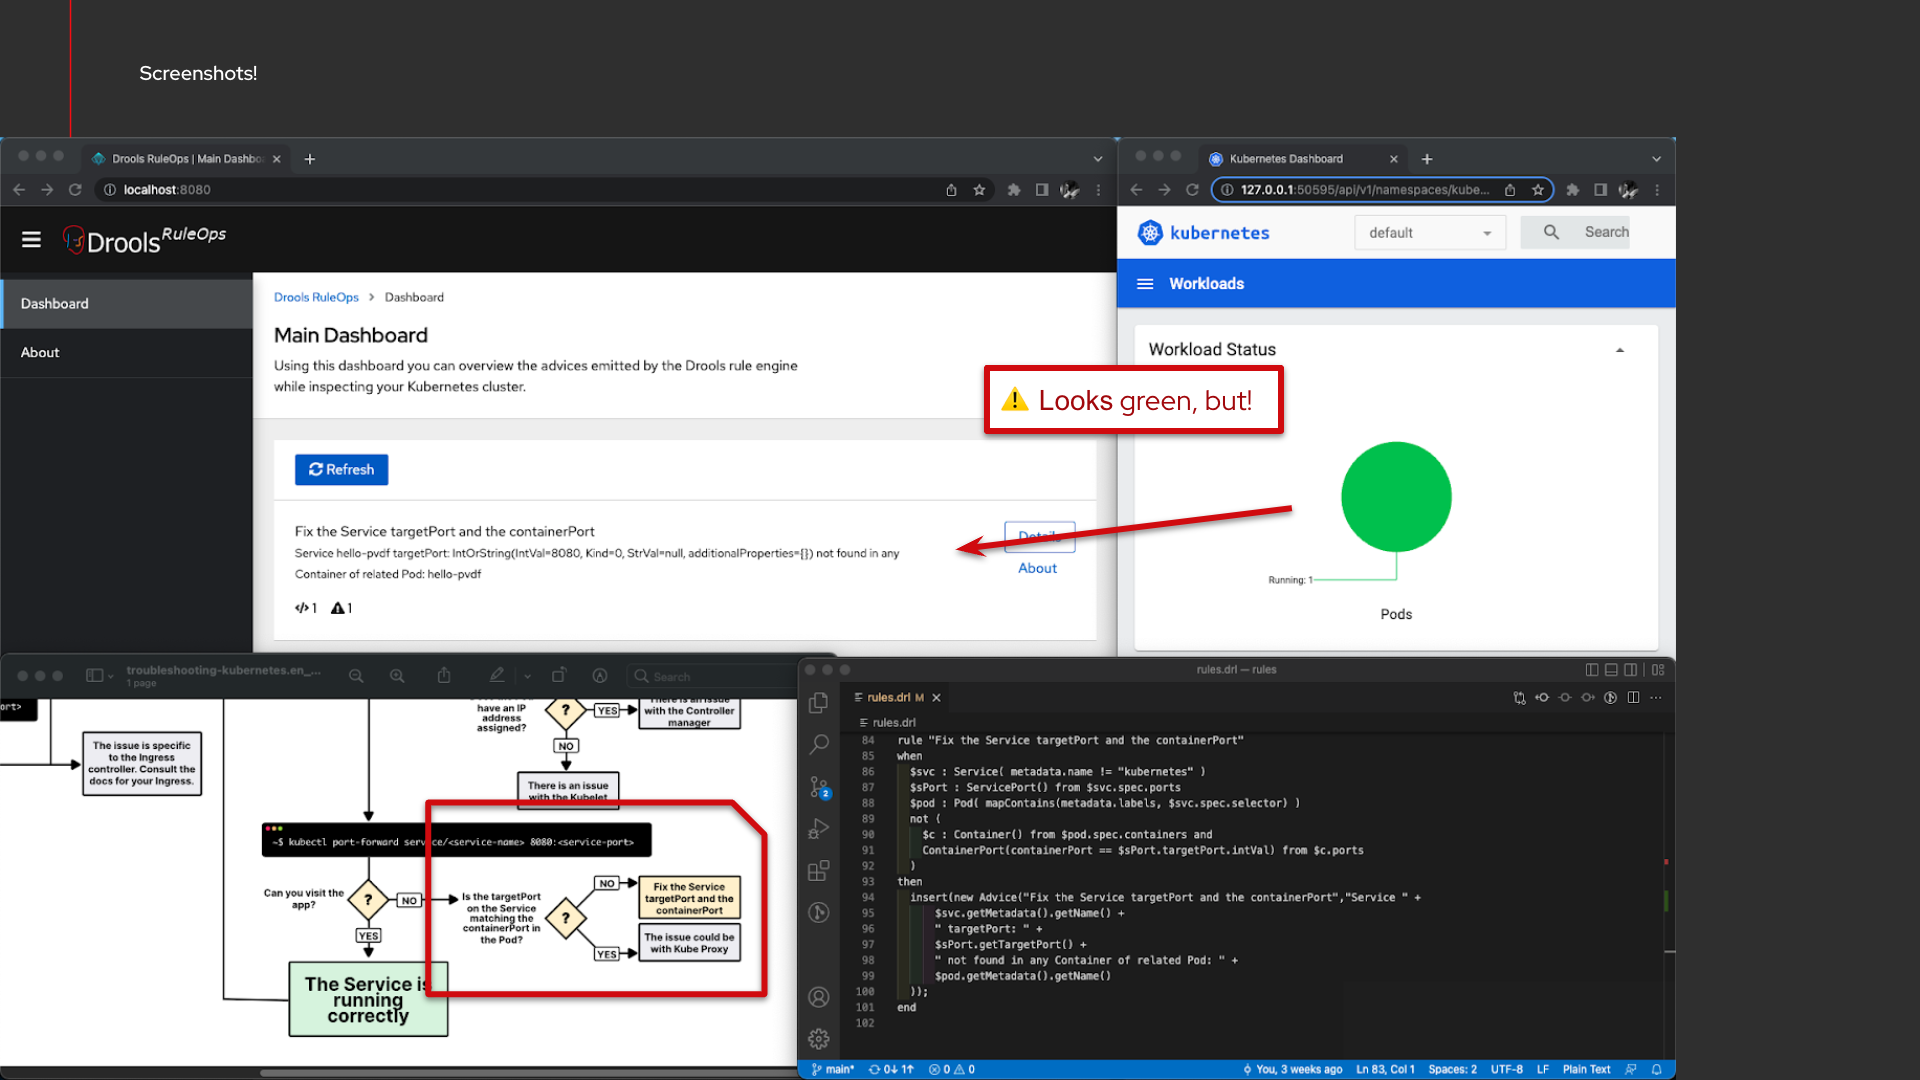 Screenshots!
Drools RuleOps | Main Dashbo
localhost:8080
Drools RuleOps
Dashboard
About
Drools RuleOps > Dashboard
Main Dashboard
Using this dashboard you can overview the advices emitted by the Drools rule engine
while inspecting your Kubernetes cluster.
Refresh
Fix the Service targetPort and the containerPort
Service hello-pvdf targetPort: IntOrString(IntVal=8080, Kind=0, StrVal=null, additionalProperties={}) not found in any
Container of related Pod: hello-pvdf
1 1
Details
About
Looks green, but!
Kubernetes Dashboard
127.0.0.1:50595/api/v1/namespaces/kube...
kubernetes
default
Search
Workloads
Workload Status
Running: 1
Pods
troubleshooting-kubernetes.en_...
1 page
Search
ort>
The issue is specific
to the Ingress
controller. Consult the
docs for your Ingress.
have an IP
address
assigned?
?
YES
There is an issue
with the Controller
manager
NO
There is an issue
with the Kubelet
~$ kubectl port-forward service/<service-name> 8080:<service-port>
Can you visit the
app?
?
NO
YES
Is the targetPort
on the Service
matching the
containerPort in
the Pod?
?
NO
Fix the Service
targetPort and the
containerPort
YES
The issue could be
with Kube Proxy
The Service is
running
correctly
rules.drl — rules
rules.drl M
rules.drl
84 rule "Fix the Service targetPort and the containerPort"
85 when
86 $svc : Service( metadata.name != "kubernetes" )
87 $sPort : ServicePort() from $svc.spec.ports
88 $pod : Pod( mapContains(metadata.labels, $svc.spec.selector) )
89 not (
90 $c : Container() from $pod.spec.containers and
91 ContainerPort(containerPort == $sPort.targetPort.intVal) from $c.ports
92 )
93 then
94 insert(new Advice("Fix the Service targetPort and the containerPort","Service " +
95 $svc.getMetadata().getName() +
96 " targetPort: " +
97 $sPort.getTargetPort() +
98 " not found in any Container of related Pod: " +
99 $pod.getMetadata().getName()
100 ));
101 end
102
2
main* 0↓ 1↑ 0 0
You, 3 weeks ago Ln 83, Col 1 Spaces: 2 UTF-8 LF Plain Text